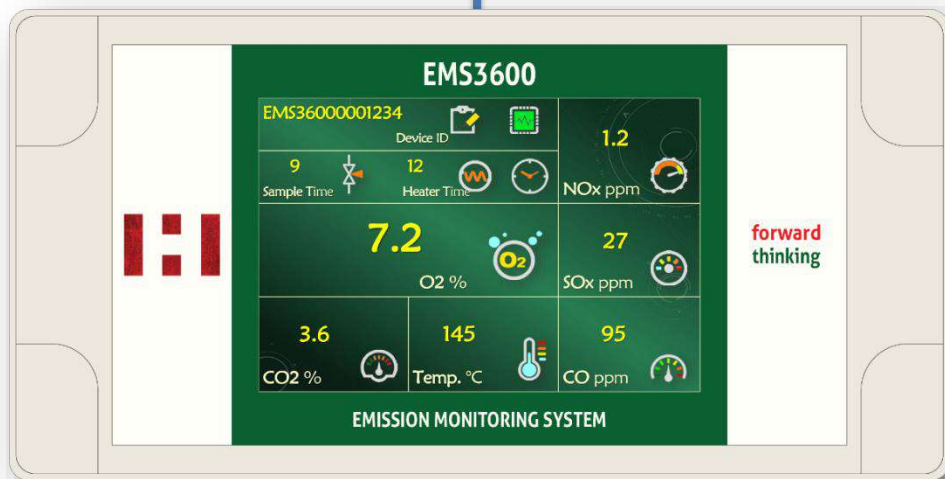 EMS3600
EMS36000001234
Device ID
9
Sample Time
12
Heater Time
1.2
NOx ppm
7.2
O2
O2 %
27
SOx ppm
3.6
CO2 %
145
Temp. °C
95
CO ppm
forward
thinking
EMISSION MONITORING SYSTEM